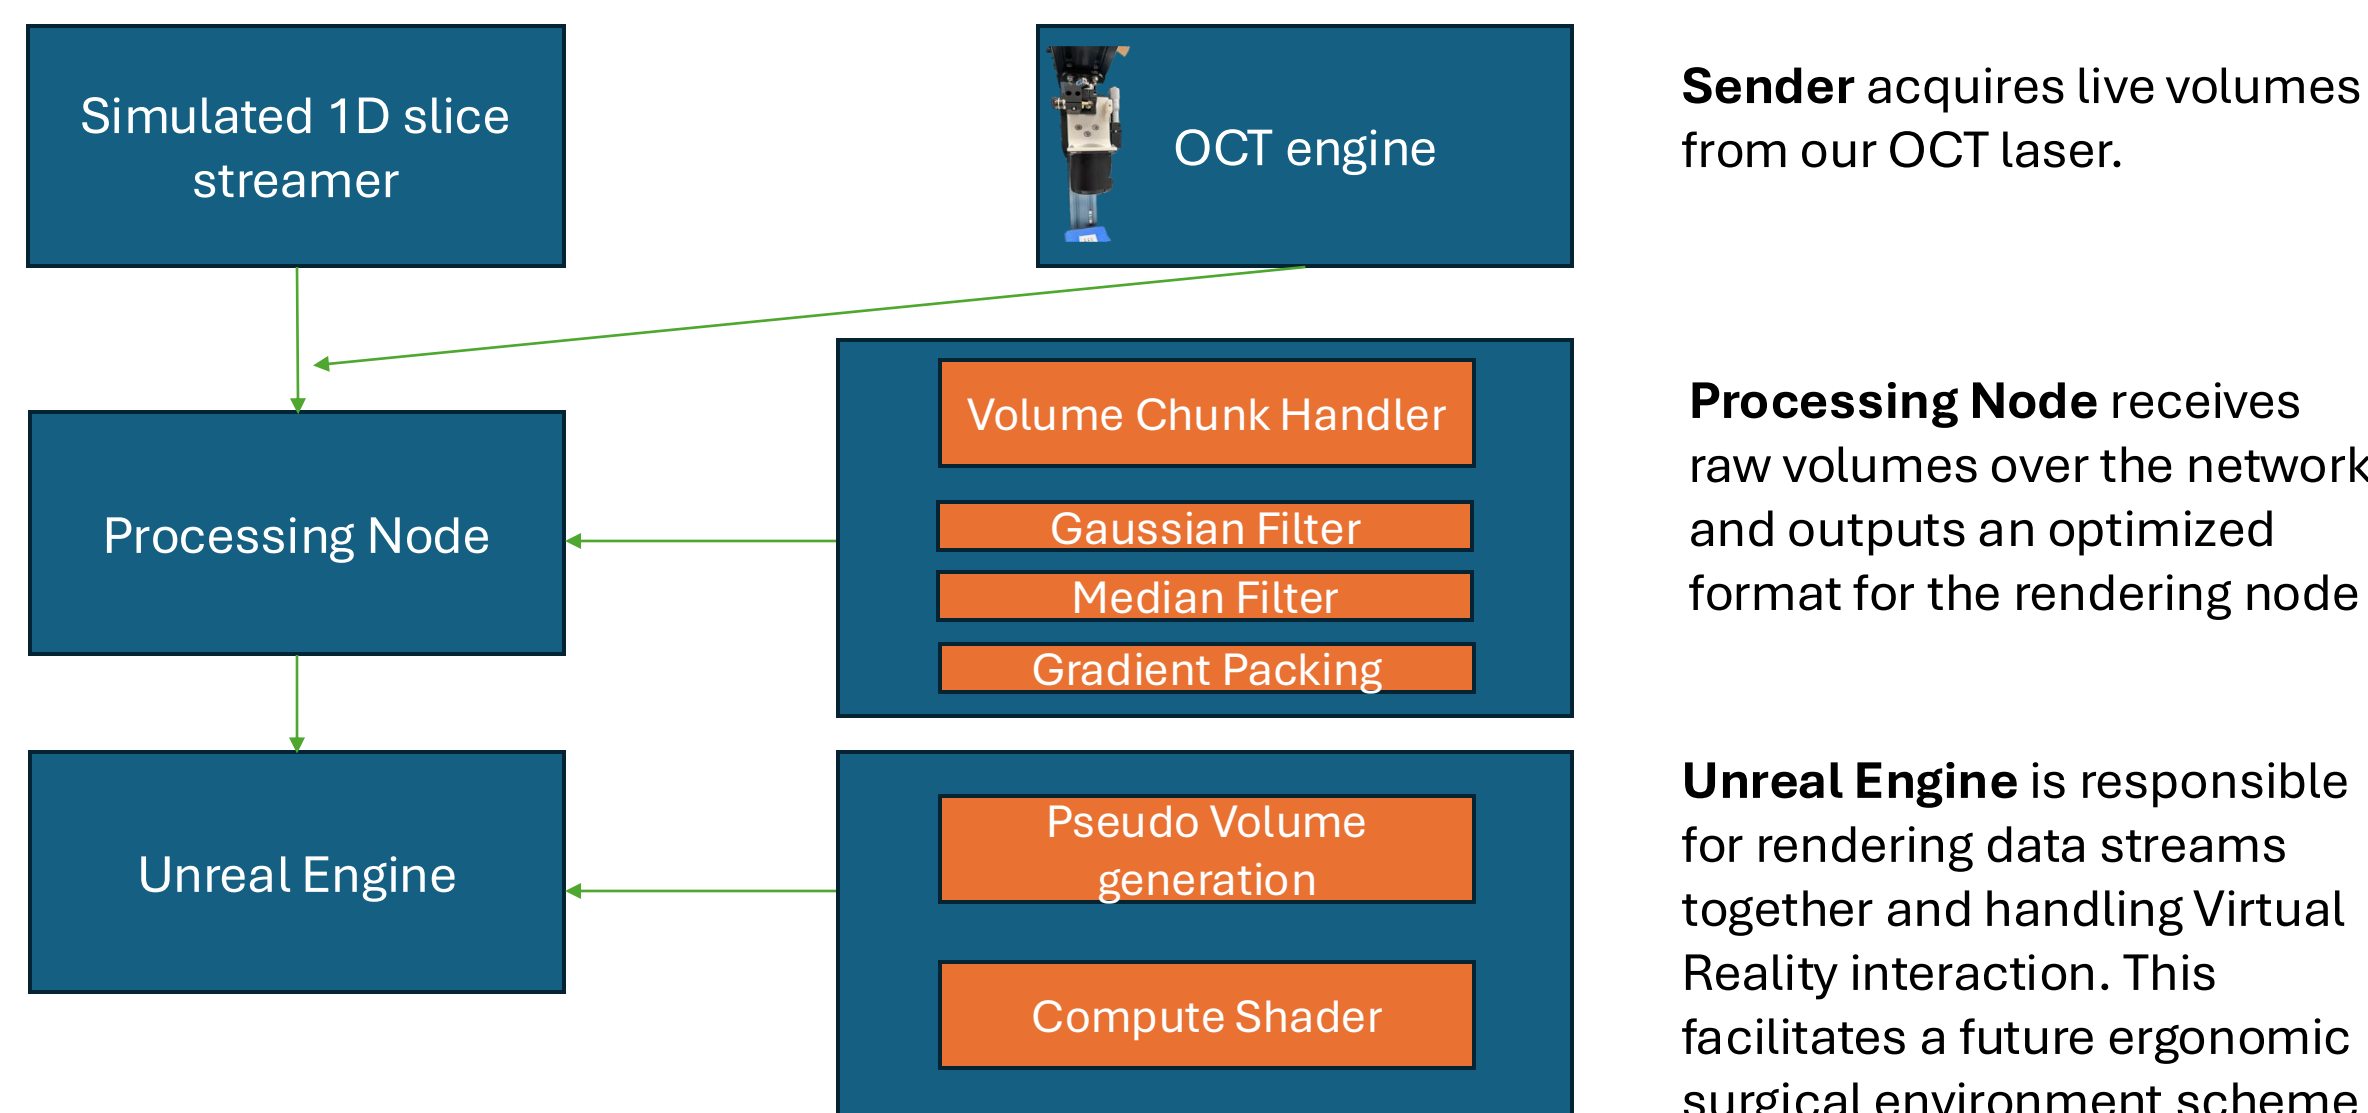 Simulated 1D slice
streamer
OCT engine
Sender acquires live volumes
from our OCT laser.
Volume Chunk Handler
Gaussian Filter
Median Filter
Gradient Packing
Processing Node
Processing Node receives
raw volumes over the network
and outputs an optimized
format for the rendering node
Unreal Engine
Pseudo Volume
generation
Compute Shader
Unreal Engine is responsible
for rendering data streams
together and handling Virtual
Reality interaction. This
facilitates a future ergonomic
surgical environment scheme